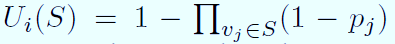 U_i(S) = 1 − ∏_{v_j∈S}(1 − p_j)